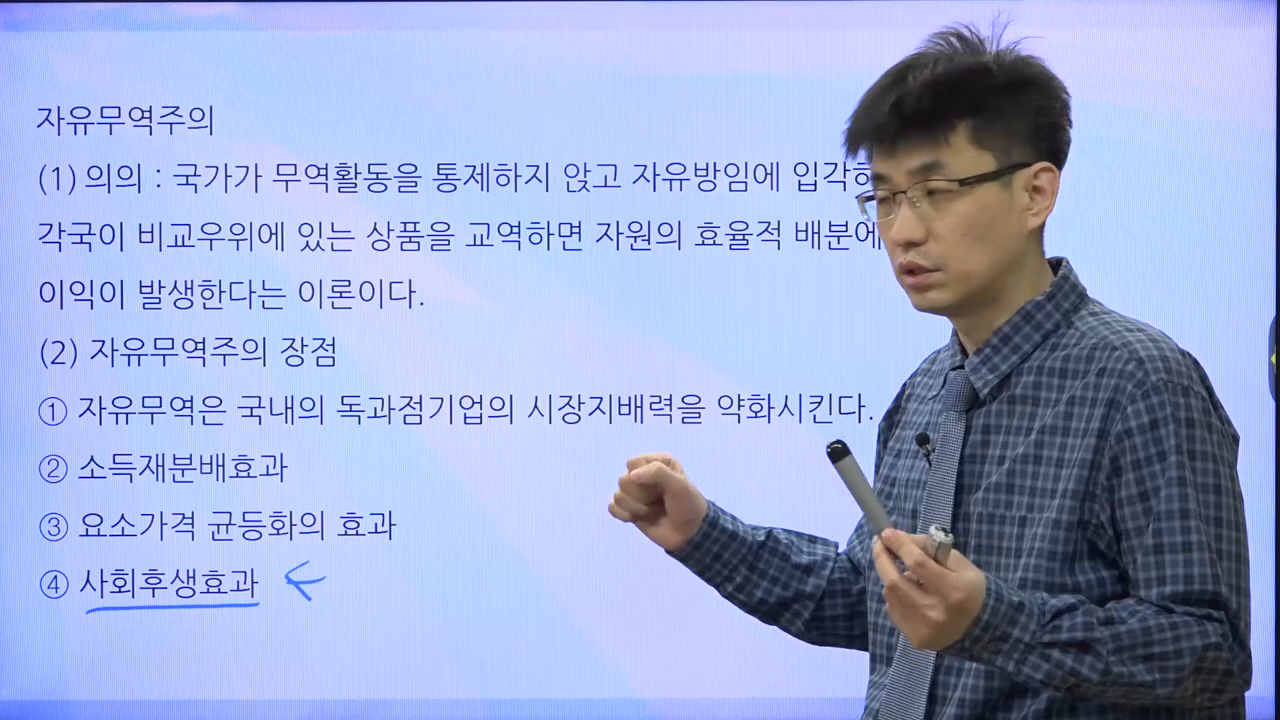 자유무역주의
(1) 의의 : 국가가 무역활동을 통제하지 않고 자유방임에
각국이 비교우위에 있는 상품을 교역하면 자원의 효율적
이익이 발생한다는 이론이다.
(2) 자유무역주의 장점
① 자유무역은 국내의 독과점기업의 시장지배력을 약화시킨다.
② 소득재분배효과
③ 요소가격 균등화의 효과
④ 사회후생효과